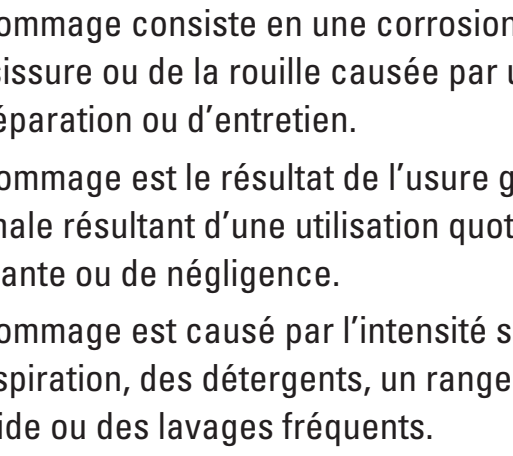 ommage consiste en une corrosion
sissure ou de la rouille causée par u
éparation ou d’entretien.
ommage est le résultat de l’usure g
nale résultant d’une utilisation quot
ante ou de négligence.
ommage est causé par l’intensité s
spiration, des détergents, un range
ide ou des lavages fréquents.